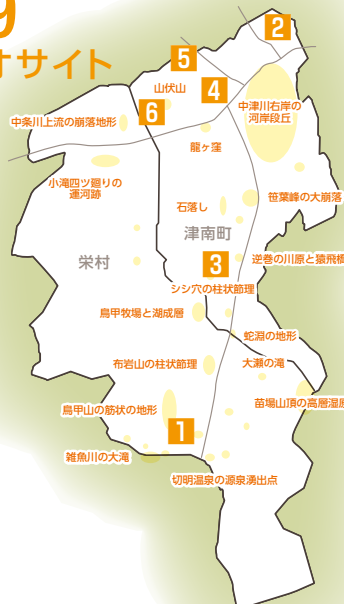 9
オサイト
2
5
山伏山
4
6
中条川上流の崩落地形
中津川右岸の
河岸段丘
龍ヶ窪
小滝四ツ廻りの
運河跡
笹葉峰の大崩落
石落し
津南町
栄村
3
逆巻の川原と猿飛橋
シシ穴の柱状節理
鳥甲牧場と湖成層
蛇淵の地形
布岩山の柱状節理
大瀬の滝
苗場山頂の高層湿原
鳥甲山の筋状の地形
1
雑魚川の大滝
切明温泉の源泉湧出点